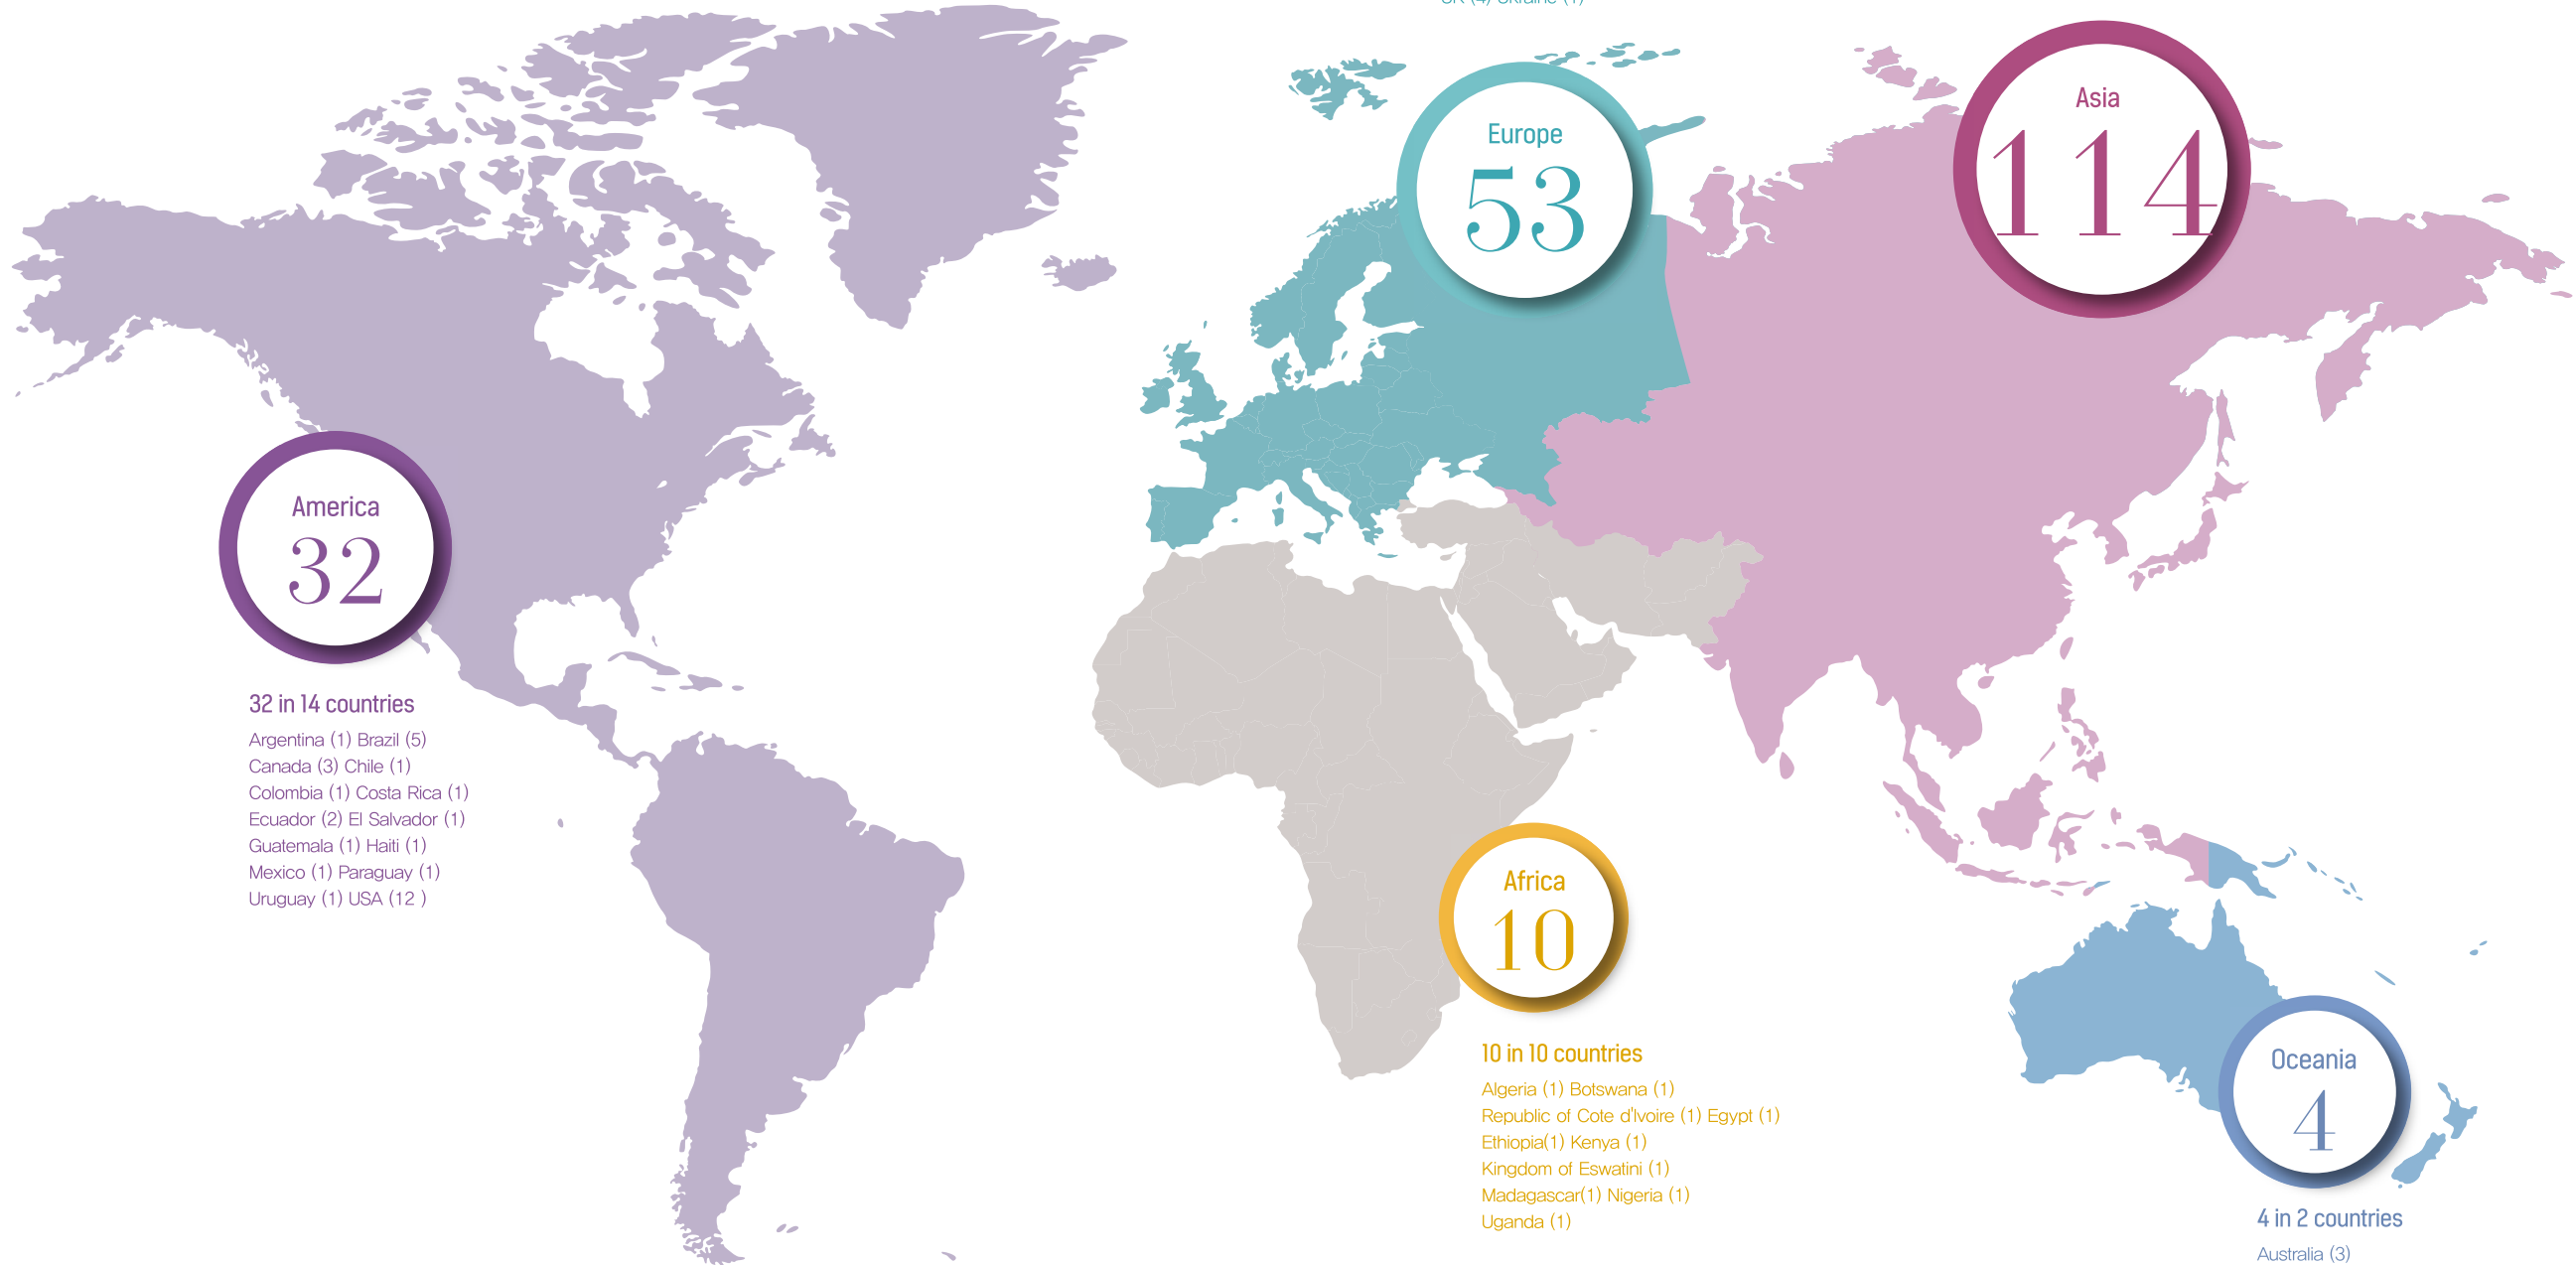 UK (4) Ukraine (1)
Asia
114
Europe
53
America
32
32 in 14 countries
Argentina (1) Brazil (5)
Canada (3) Chile (1)
Colombia (1) Costa Rica (1)
Ecuador (2) El Salvador (1)
Guatemala (1) Haiti (1)
Mexico (1) Paraguay (1)
Uruguay (1) USA (12 )
Africa
10
10 in 10 countries
Algeria (1) Botswana (1)
Republic of Cote d'Ivoire (1) Egypt (1)
Ethiopia(1) Kenya (1)
Kingdom of Eswatini (1)
Madagascar(1) Nigeria (1)
Uganda (1)
Oceania
4
4 in 2 countries
Australia (3)